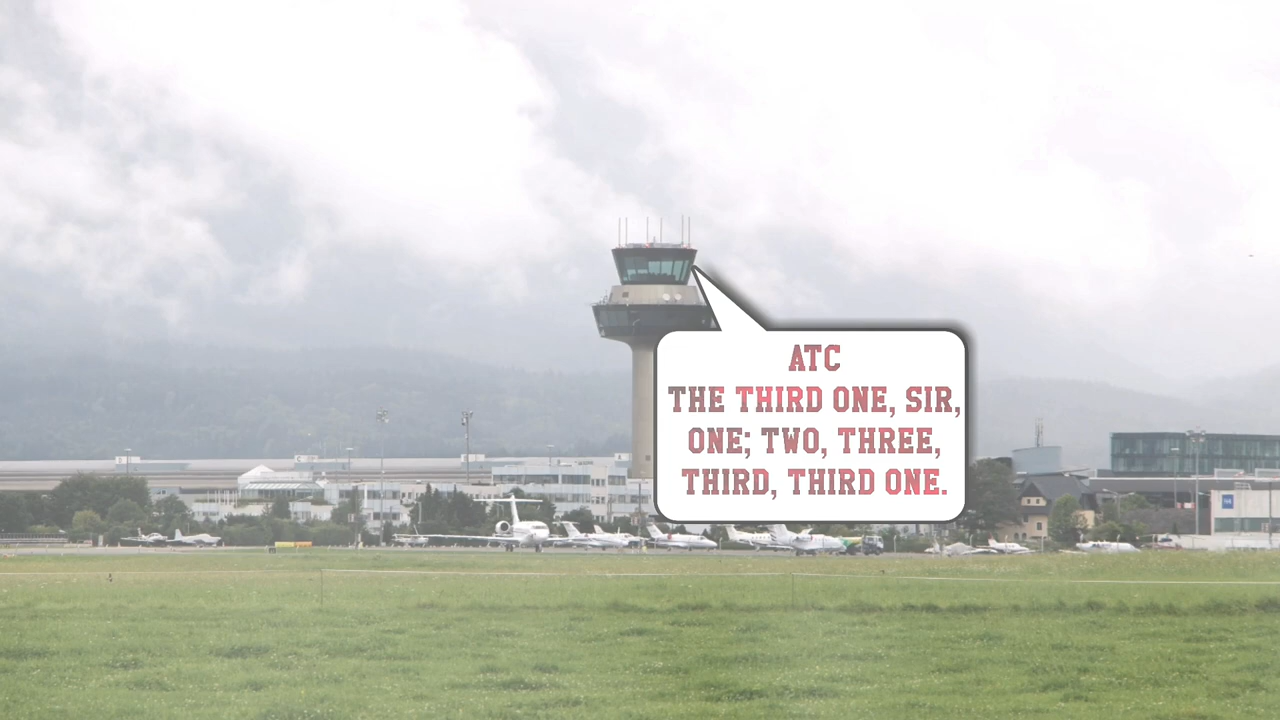 ATC
THE THIRD ONE, SIR,
ONE; TWO, THREE,
THIRD, THIRD ONE.